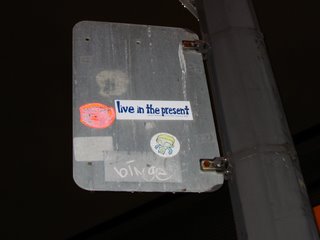 live in the present
binge